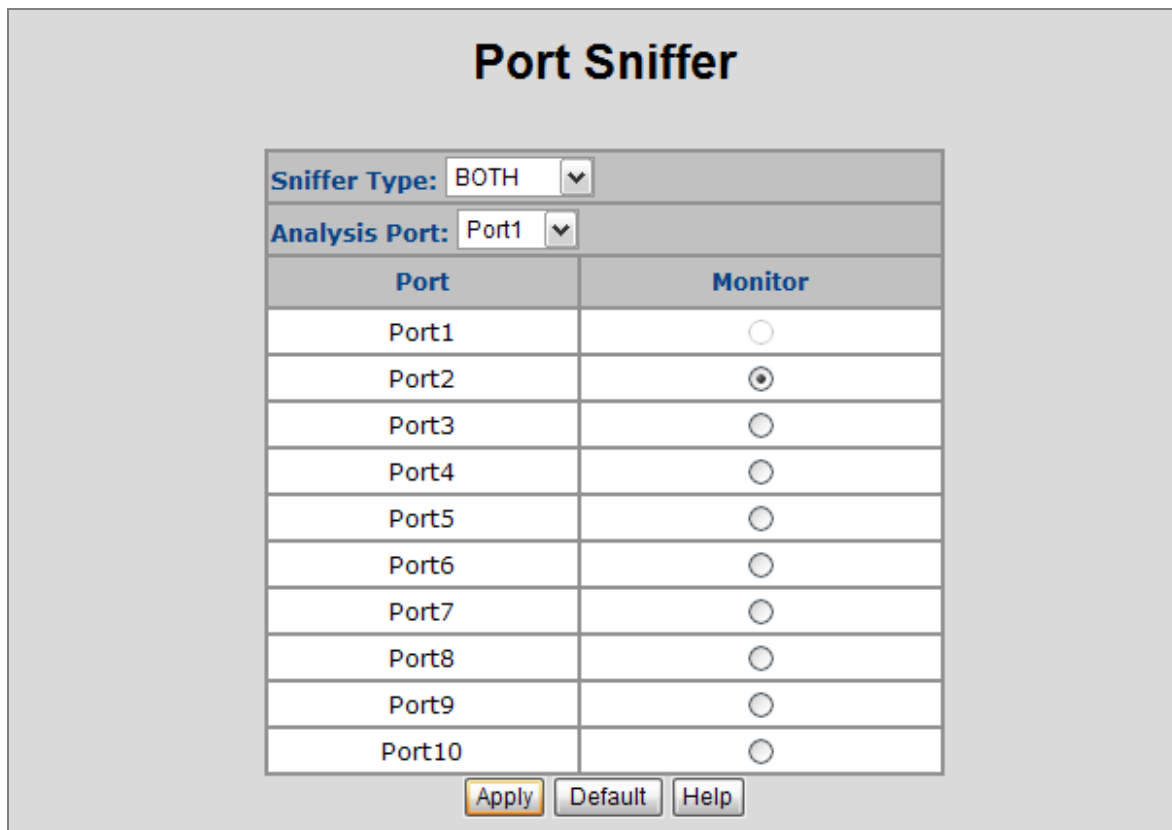 Port Sniffer
Sniffer Type: BOTH
Analysis Port: Port1
Port Monitor
Port1
Port2
Port3
Port4
Port5
Port6
Port7
Port8
Port9
Port10
Apply Default Help